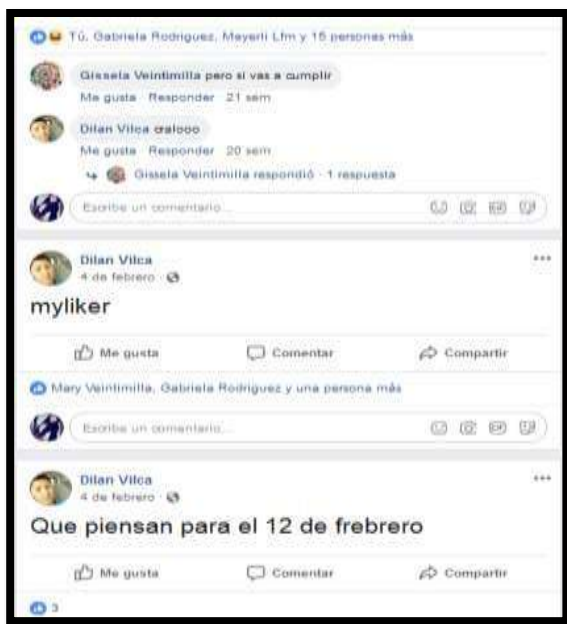 Tú, Gabriela Rodriguez, Meyerli Lfm y 15 personas más
Gissela Veintimilla pero si vas a cumplir
Me gusta Responder 21 sem
Dilan Vilca cralooo
Me gusta Responder 20 sem
Gissela Veintimilla respondió · 1 respuesta
Escribe un comentario...
Dilan Vilca
4 de febrero
myliker
Me gusta Comentar Compartir
Mary Veintimilla, Gabriela Rodriguez y una persona más
Escribe un comentario...
Dilan Vilca
4 de febrero
Que piensan para el 12 de frebrero
Me gusta Comentar Compartir
3